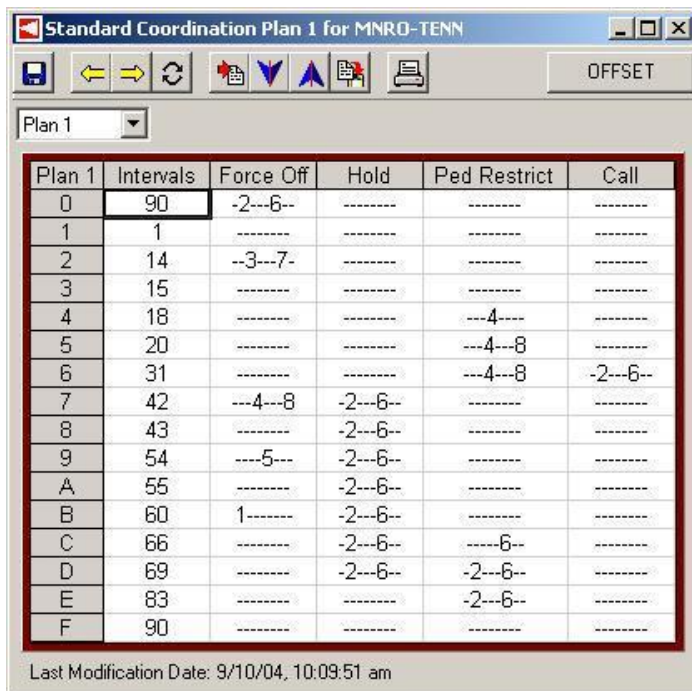 Standard Coordination Plan 1 for MNRO-TENN
OFFSET
Plan 1
Plan 1 Intervals Force Off Hold Ped Restrict Call
0 90 -2---6-- -------- -------- --------
1 1 -------- -------- -------- --------
2 14 --3---7- -------- -------- --------
3 15 -------- -------- -------- --------
4 18 -------- -------- ---4---- --------
5 20 -------- -------- ---4---8 --------
6 31 -------- -------- ---4---8 -2---6--
7 42 ---4---8 -2---6-- -------- --------
8 43 -------- -2---6-- -------- --------
9 54 ----5--- -2---6-- -------- --------
A 55 -------- -2---6-- -------- --------
B 60 1------- -2---6-- -------- --------
C 66 -------- -2---6-- -----6-- --------
D 69 -------- -2---6-- -2---6-- --------
E 83 -------- -------- -2---6-- --------
F 90 -------- -------- -------- --------
Last Modification Date: 9/10/04, 10:09:51 am